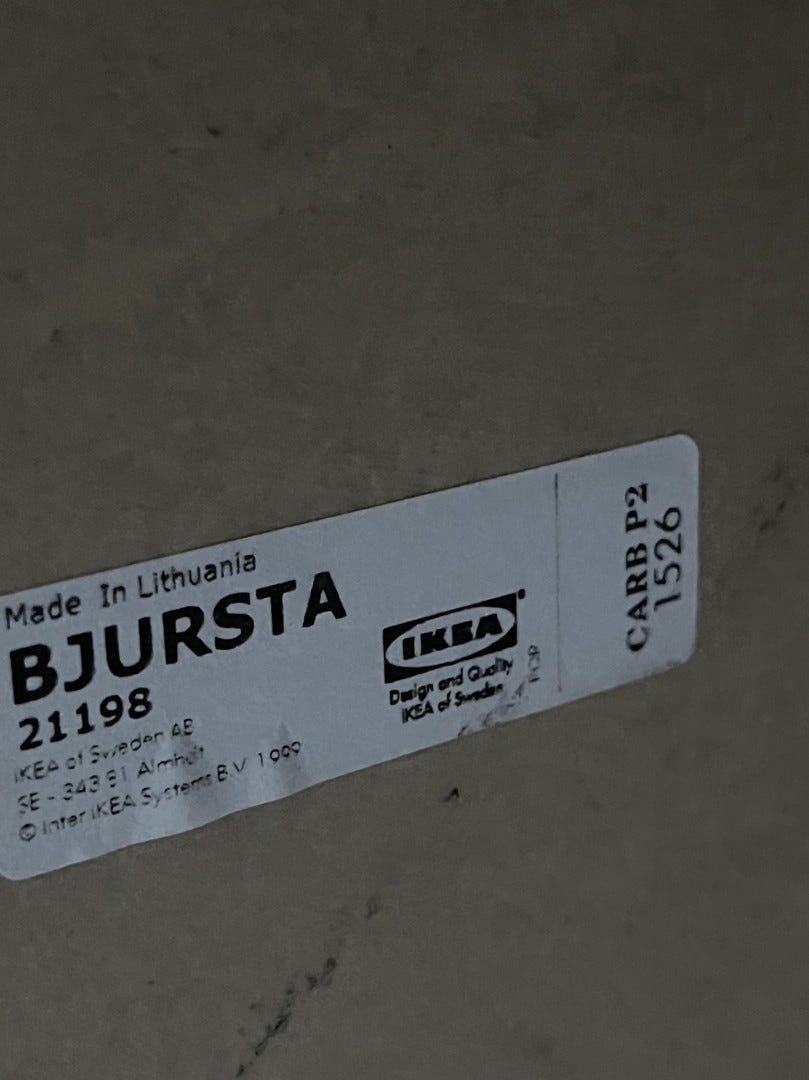 Made In Lithuania
BJURSTA
21198
IKEA of Sweden AB
SE - 343 81 Älmhult
© Inter IKEA Systems B.V. 1999
IKEA
Design and Quality
IKEA of Sweden
CARB P2
1526